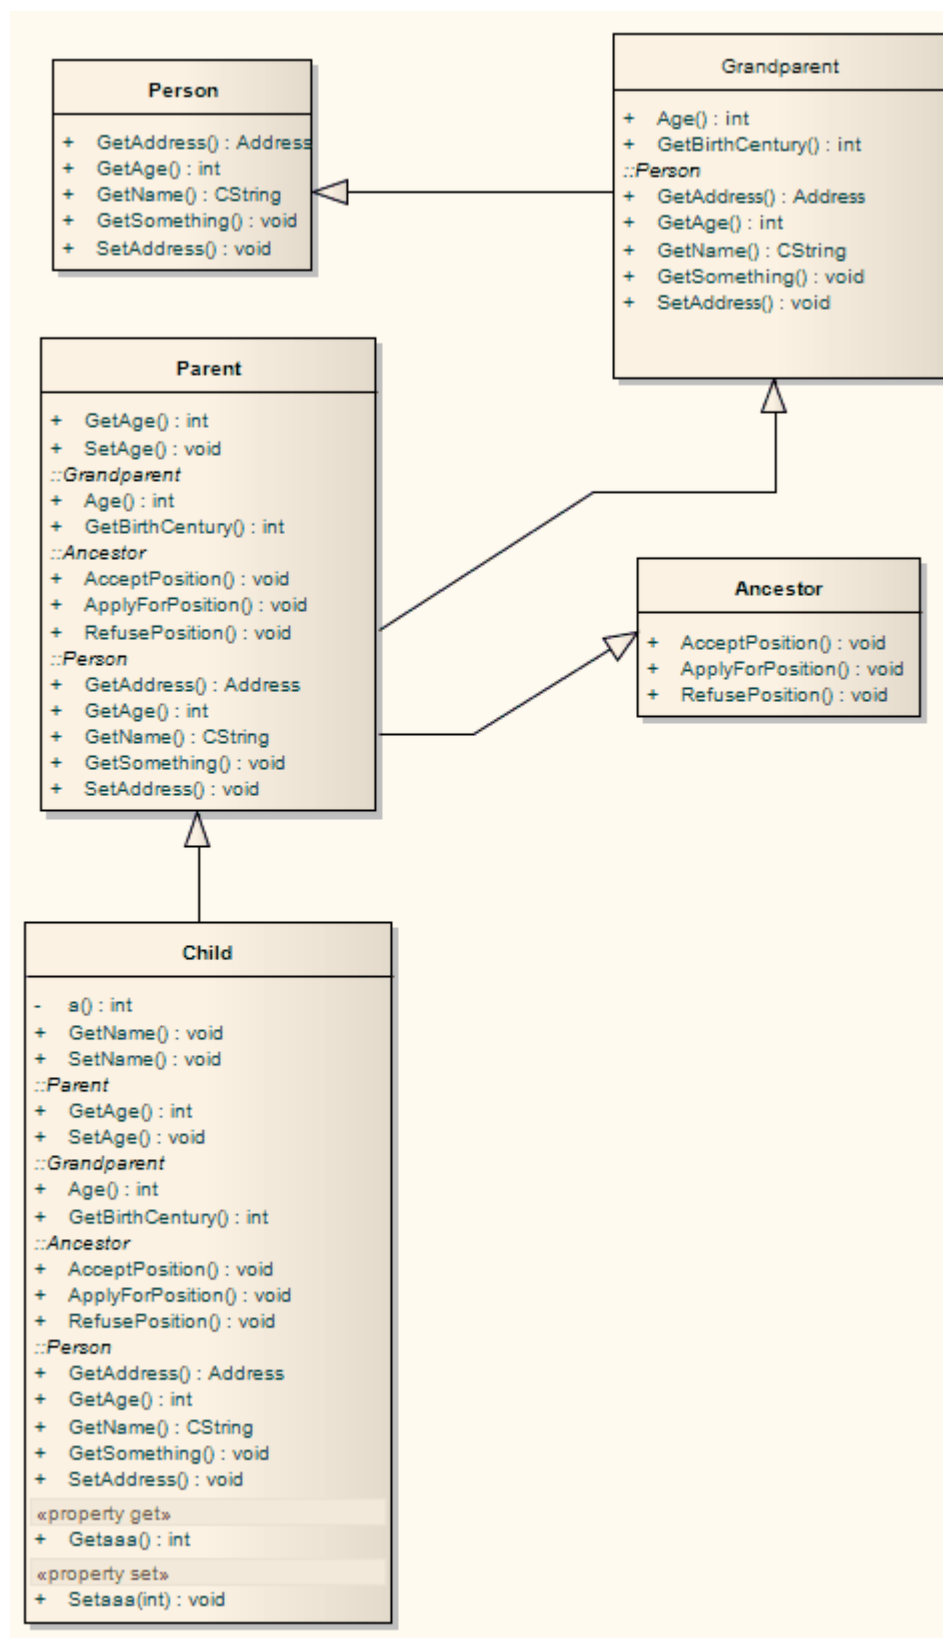 Person
+ GetAddress() : Address
+ GetAge() : int
+ GetName() : CString
+ GetSomething() : void
+ SetAddress() : void
Grandparent
+ Age() : int
+ GetBirthCentury() : int
::Person
+ GetAddress() : Address
+ GetAge() : int
+ GetName() : CString
+ GetSomething() : void
+ SetAddress() : void
Parent
+ GetAge() : int
+ SetAge() : void
::Grandparent
+ Age() : int
+ GetBirthCentury() : int
::Ancestor
+ AcceptPosition() : void
+ ApplyForPosition() : void
+ RefusePosition() : void
::Person
+ GetAddress() : Address
+ GetAge() : int
+ GetName() : CString
+ GetSomething() : void
+ SetAddress() : void
Ancestor
+ AcceptPosition() : void
+ ApplyForPosition() : void
+ RefusePosition() : void
Child
- a() : int
+ GetName() : void
+ SetName() : void
::Parent
+ GetAge() : int
+ SetAge() : void
::Grandparent
+ Age() : int
+ GetBirthCentury() : int
::Ancestor
+ AcceptPosition() : void
+ ApplyForPosition() : void
+ RefusePosition() : void
::Person
+ GetAddress() : Address
+ GetAge() : int
+ GetName() : CString
+ GetSomething() : void
+ SetAddress() : void
«property get»
+ Getaaa() : int
«property set»
+ Setaaa(int) : void